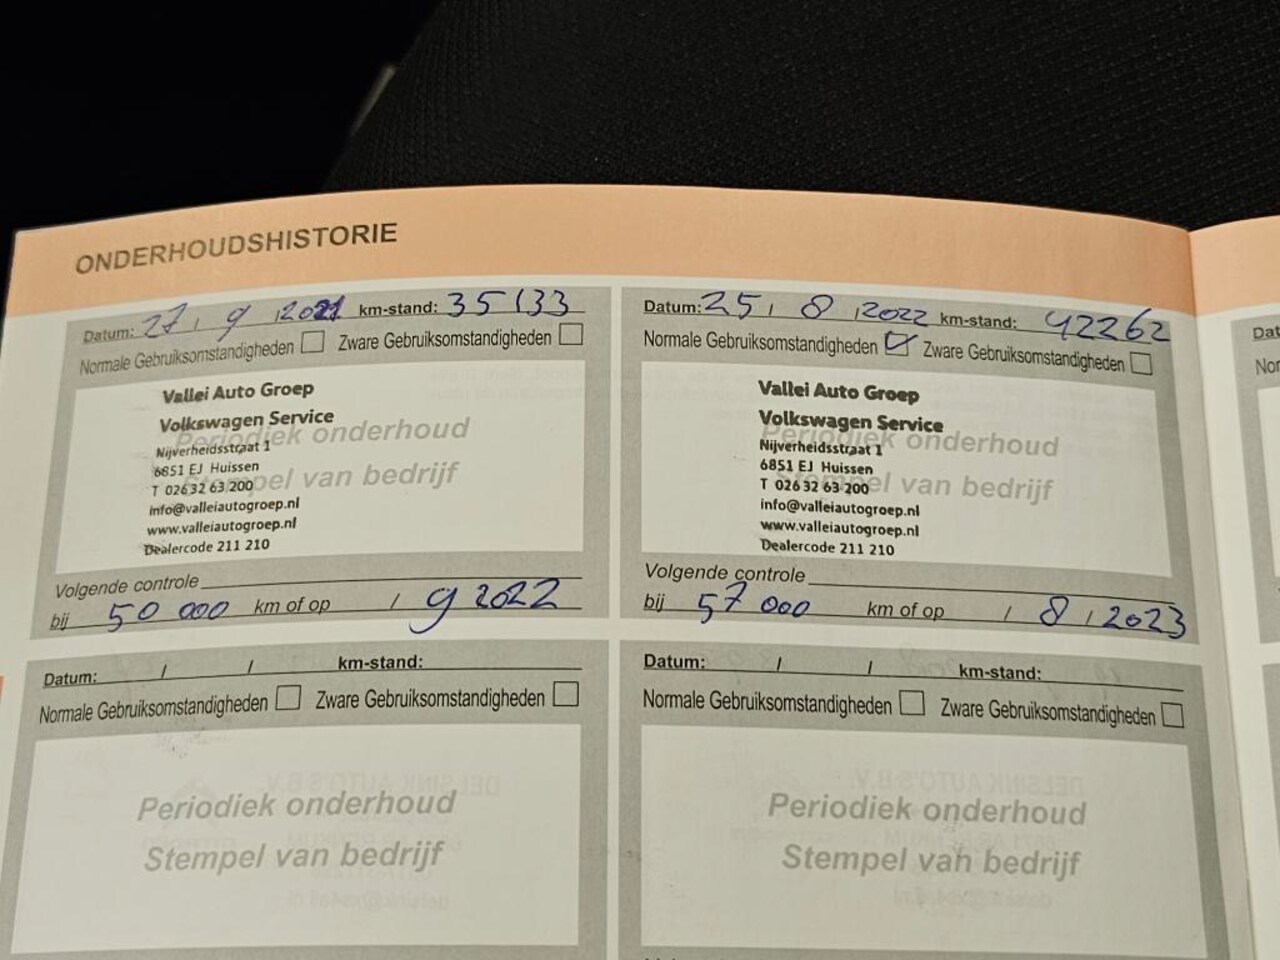 ONDERHOUDSHISTORIE
Datum: 27 / 9 / 2021 km-stand: 35133
Normale Gebruiksomstandigheden Zware Gebruiksomstandigheden
Vallei Auto Groep
Volkswagen Service
Periodiek onderhoud
Nijverheidsstraat 1
6851 EJ Huissen
Stempel van bedrijf
T 026 32 63 200
info@valleiautogroep.nl
www.valleiautogroep.nl
Dealercode 211 210
Volgende controle
bij 50 000 km of op / 9 2022
Datum: 25 / 8 / 2022 km-stand: 42262
Normale Gebruiksomstandigheden Zware Gebruiksomstandigheden
Vallei Auto Groep
Volkswagen Service
Periodiek onderhoud
Nijverheidsstraat 1
6851 EJ Huissen
Stempel van bedrijf
T 026 32 63 200
info@valleiautogroep.nl
www.valleiautogroep.nl
Dealercode 211 210
Volgende controle
bij 57 000 km of op / 8 / 2023
Datum: / / km-stand:
Normale Gebruiksomstandigheden Zware Gebruiksomstandigheden
Periodiek onderhoud
Stempel van bedrijf
Datum: / / km-stand:
Normale Gebruiksomstandigheden Zware Gebruiksomstandigheden
Periodiek onderhoud
Stempel van bedrijf